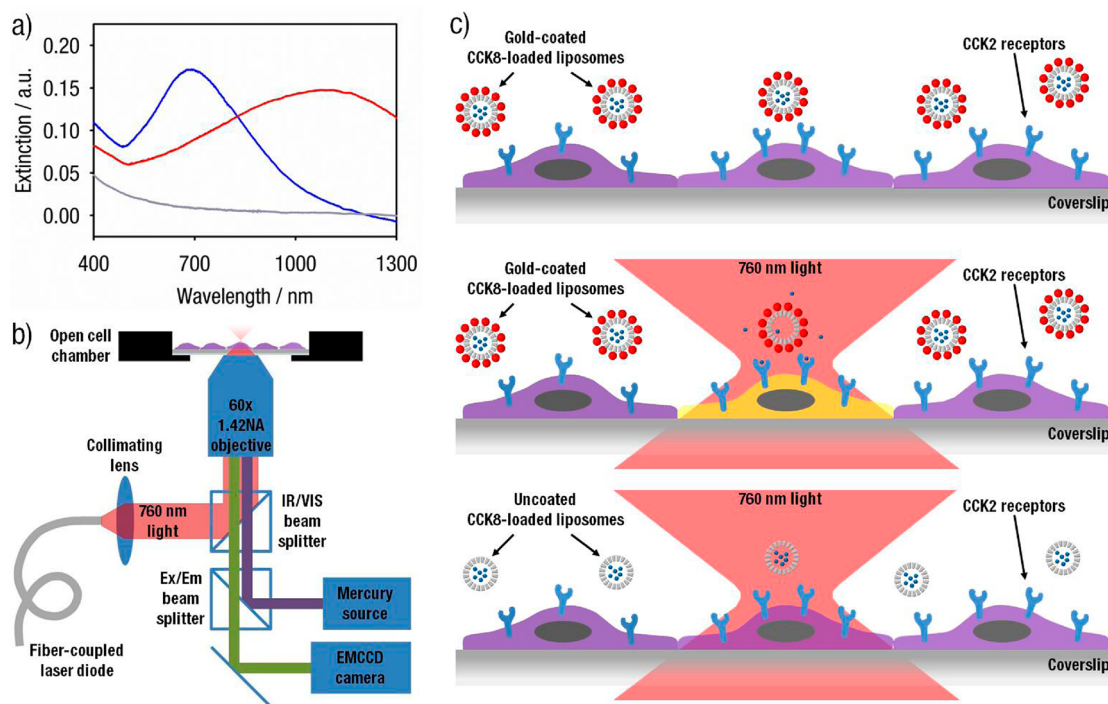 a)
Extinction / a.u.
0.20
0.15
0.10
0.05
0.00
400
700
1000
1300
Wavelength / nm
b)
Open cell
chamber
60x
1.42NA
objective
Collimating
lens
760 nm
light
IR/VIS
beam
splitter
Ex/Em
beam
splitter
Mercury
source
Fiber-coupled
laser diode
EMCCD
camera
c)
Gold-coated
CCK8-loaded liposomes
CCK2 receptors
Coverslip
Gold-coated
CCK8-loaded liposomes
760 nm light
CCK2 receptors
Coverslip
Uncoated
CCK8-loaded liposomes
760 nm light
CCK2 receptors
Coverslip